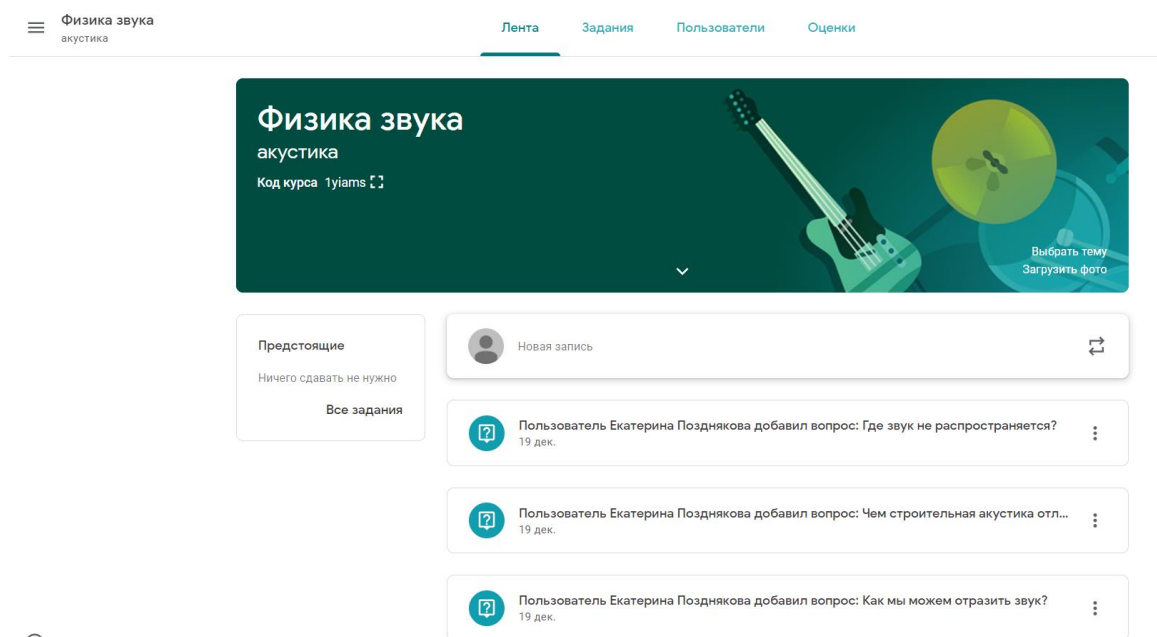 Физика звука
акустика
Лента
Задания
Пользователи
Оценки
Физика звука
акустика
Код курса 1yiams
Выбрать тему
Загрузить фото
Предстоящие
Ничего сдавать не нужно
Все задания
Новая запись
Пользователь Екатерина Позднякова добавил вопрос: Где звук не распространяется?
19 дек.
Пользователь Екатерина Позднякова добавил вопрос: Чем строительная акустика отл...
19 дек.
Пользователь Екатерина Позднякова добавил вопрос: Как мы можем отразить звук?
19 дек.